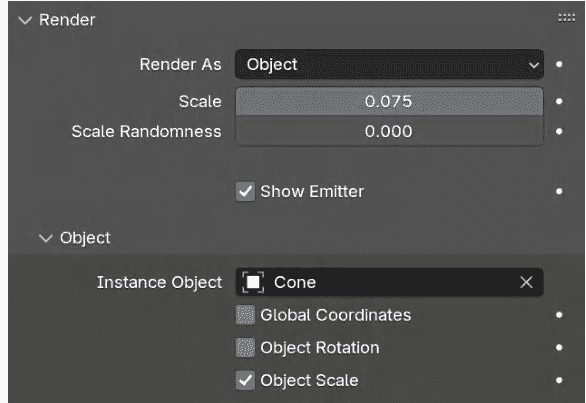 Render
Render As Object
Scale 0.075
Scale Randomness 0.000
Show Emitter
Object
Instance Object Cone
Global Coordinates
Object Rotation
Object Scale